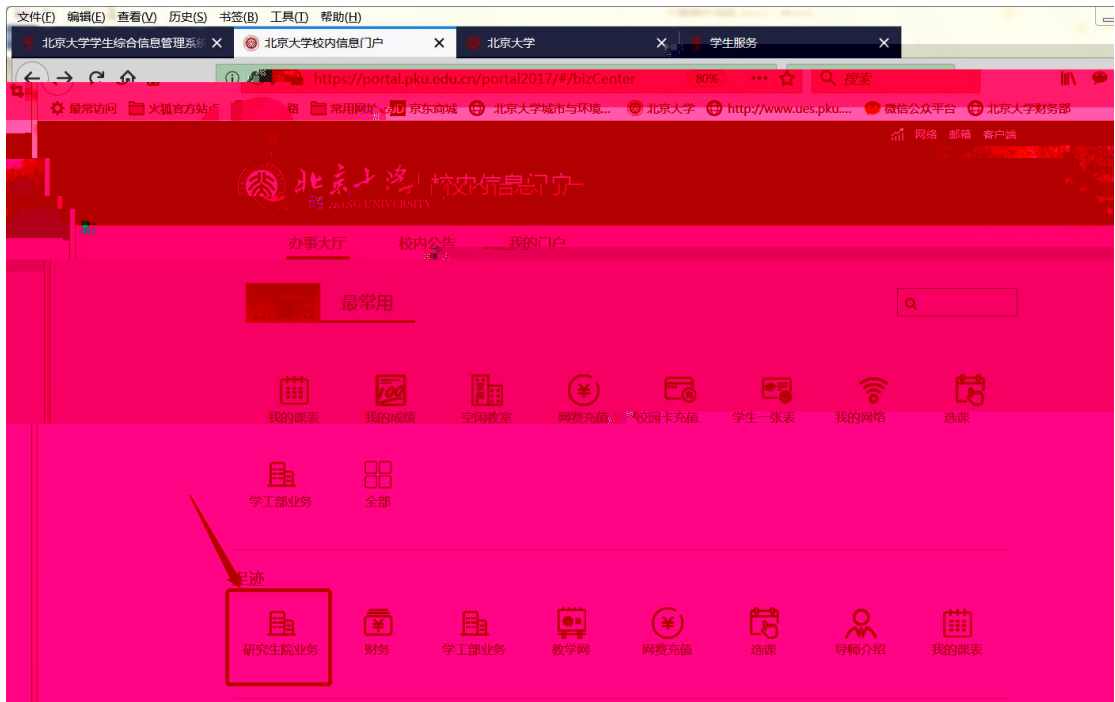 文件(F) 编辑(E) 查看(V) 历史(S) 书签(B) 工具(T) 帮助(H)
北京大学学生综合信息管理系统 北京大学校内信息门户 北京大学 学生服务
https://portal.pku.edu.cn/portal2017/#/bizCenter 80% 搜索
最常访问 火狐官方站点 常用网址 京东商城 北京大学城市与环境... 北京大学 http://www.ues.pku.... 微信公众平台 北京大学财务部
网络 邮箱 客户端
北京大学 校内信息门户
PEKING UNIVERSITY
办事大厅 校内公告 我的门户
最常用
我的课表 我的成绩 空闲教室 网费充值 校园卡充值 学生一张表 我的网络 选课
学工部业务 全部
足迹
研究生院业务 财务 学工部业务 教学网 网费充值 选课 导师介绍 我的课表